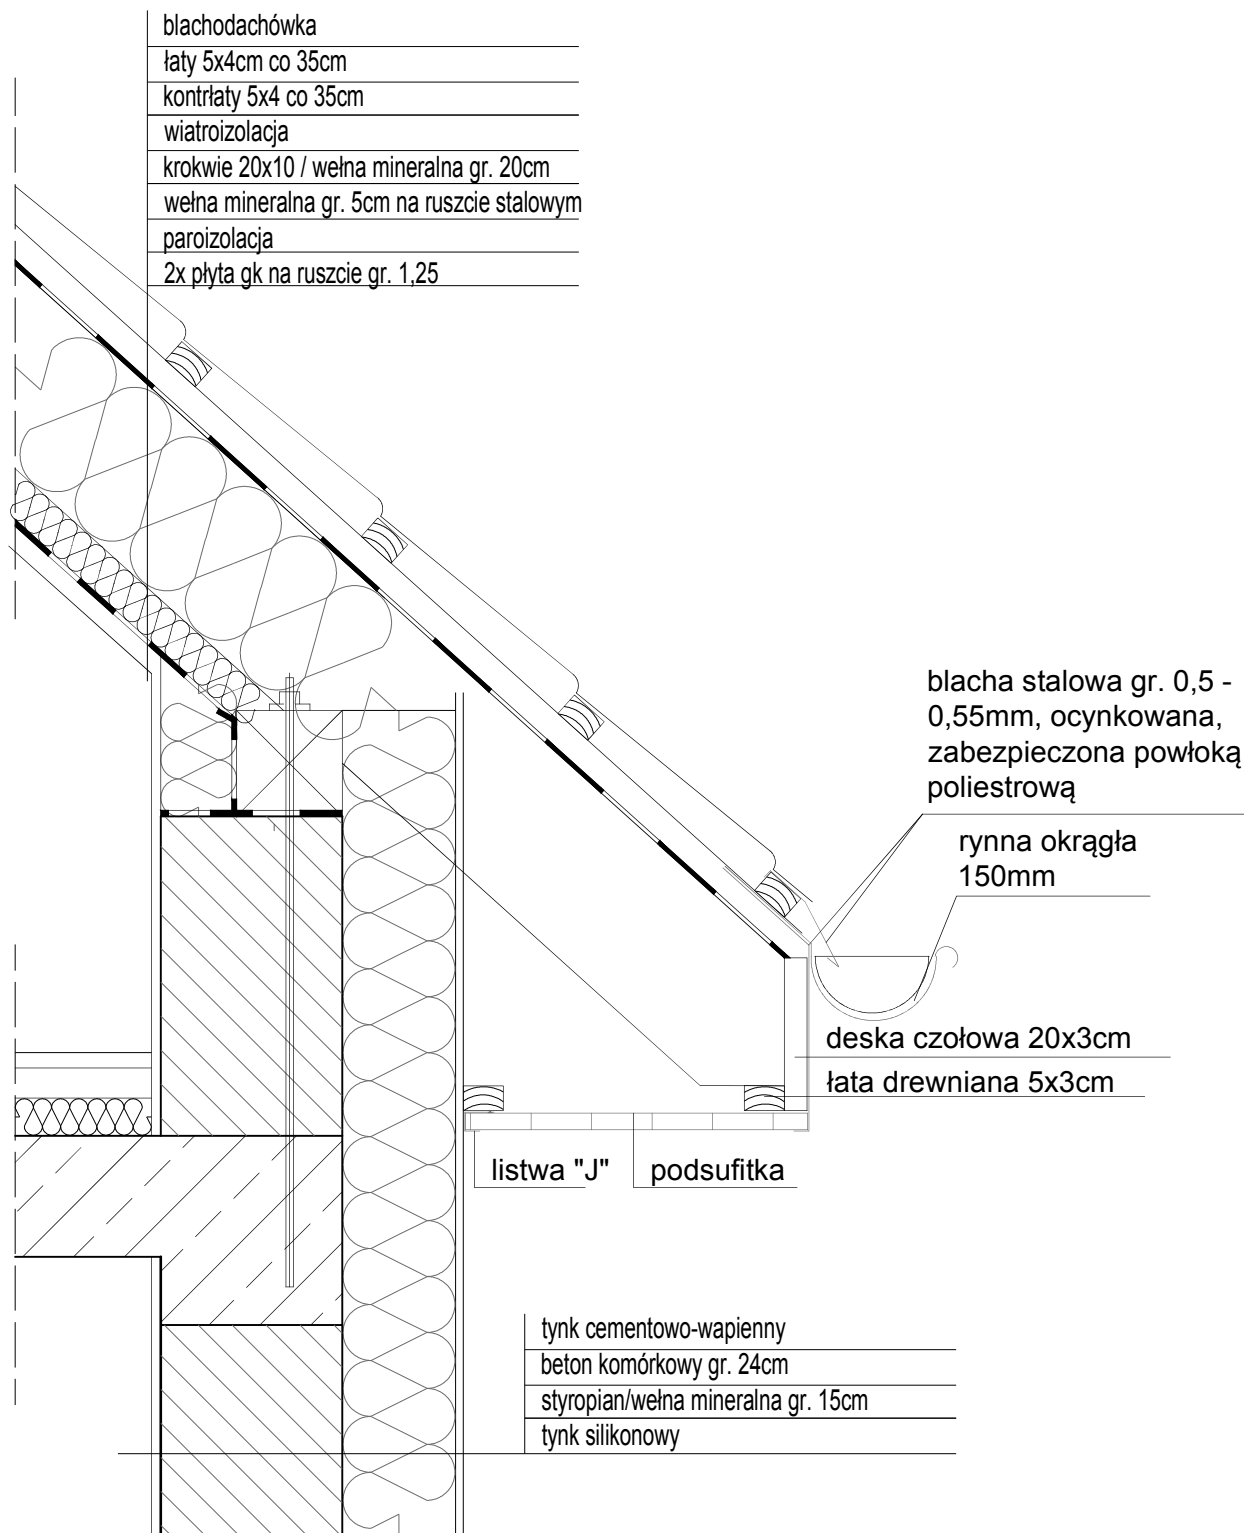 blachodachówka
łaty 5x4cm co 35cm
kontrłaty 5x4 co 35cm
wiatroizolacja
krokwie 20x10 / wełna mineralna gr. 20cm
wełna mineralna gr. 5cm na ruszcie stalowym
paroizolacja
2x płyta gk na ruszcie gr. 1,25
blacha stalowa gr. 0,5 -
0,55mm, ocynkowana,
zabezpieczona powłoką
poliestrową
rynna okrągła
150mm
deska czołowa 20x3cm
łata drewniana 5x3cm
listwa "J"
podsufitka
tynk cementowo-wapienny
beton komórkowy gr. 24cm
styropian/wełna mineralna gr. 15cm
tynk silikonowy